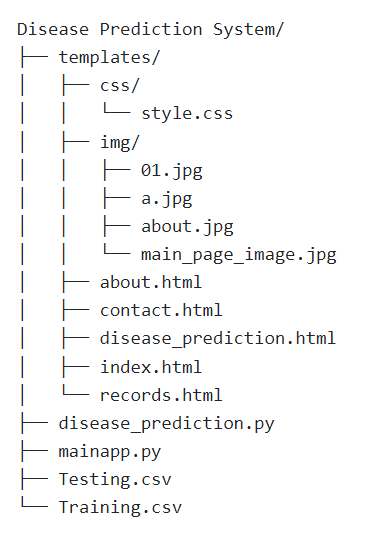 Disease Prediction System/
├── templates/
│   ├── css/
│   │   └── style.css
│   ├── img/
│   │   ├── 01.jpg
│   │   ├── a.jpg
│   │   ├── about.jpg
│   │   └── main_page_image.jpg
│   ├── about.html
│   ├── contact.html
│   ├── disease_prediction.html
│   ├── index.html
│   └── records.html
├── disease_prediction.py
├── mainapp.py
├── Testing.csv
└── Training.csv